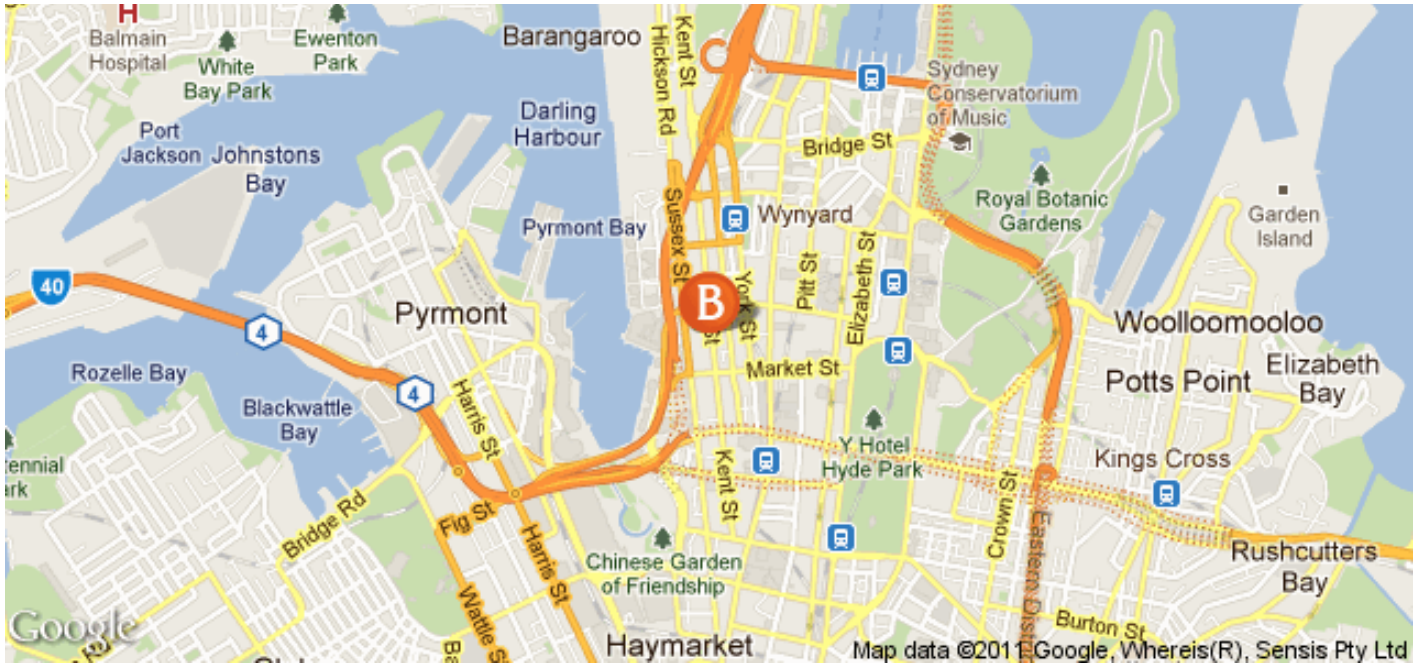 H
Balmain
Hospital
White
Bay Park
Ewenton
Park
Barangaroo
Kent St
Hickson Rd
Sydney
Conservatorium
of Music
Darling
Harbour
Port
Jackson
Johnstons
Bay
Bridge St
Royal Botanic
Gardens
Garden
Island
Pyrmont Bay
Sussex St
Wynyard
40
4
Pyrmont
B
York St
St
Pitt St
Elizabeth St
Woolloomooloo
Rozelle Bay
Market St
Potts Point
Elizabeth
Bay
4
Blackwattle
Bay
Harris St
Y Hotel
Hyde Park
Kings Cross
Kent St
Crown St
Bridge Rd
Fig St
Harris St
Eastern Distr
Chinese Garden
of Friendship
Rushcutters
Bay
Wattle St
Burton St
Google
Haymarket
Map data ©2011 Google, Whereis(R), Sensis Pty Ltd